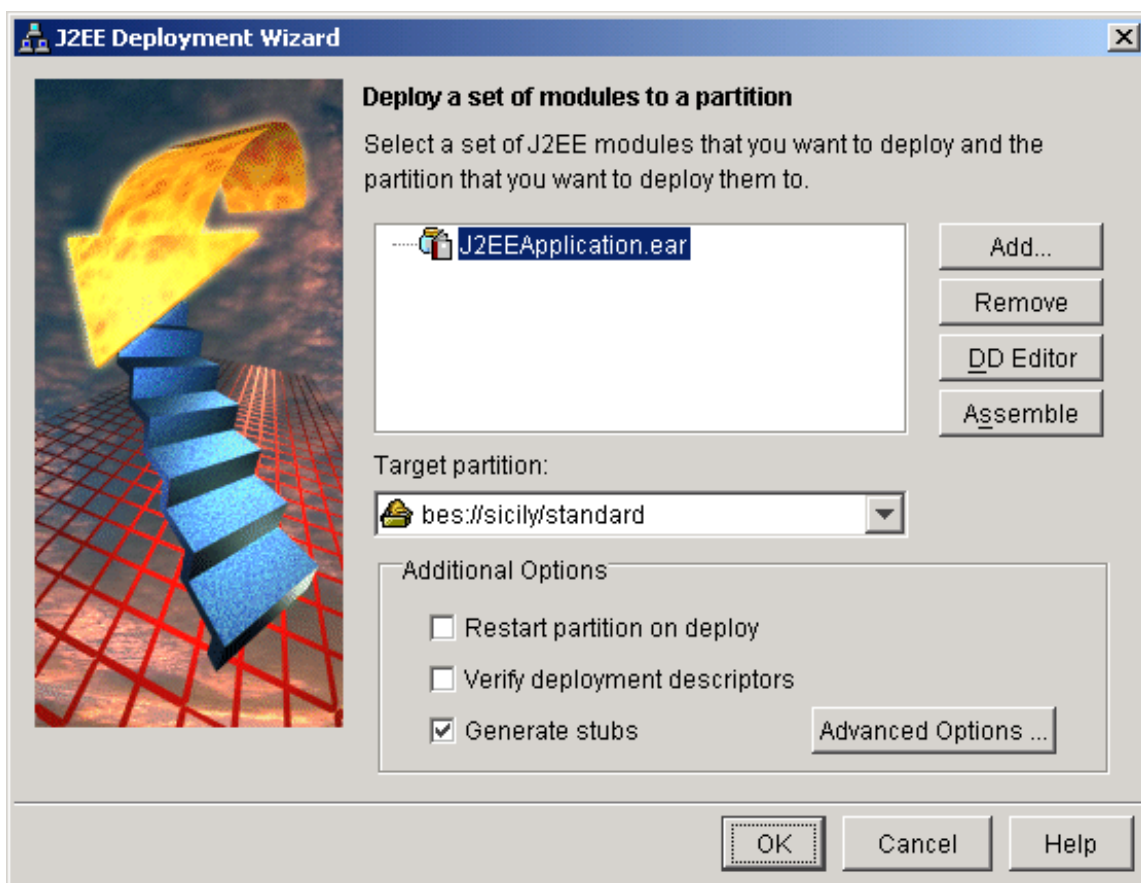 J2EE Deployment Wizard
Deploy a set of modules to a partition
Select a set of J2EE modules that you want to deploy and the
partition that you want to deploy them to.
J2EEApplication.ear
Add...
Remove
DD Editor
Assemble
Target partition:
bes://sicily/standard
Additional Options
Restart partition on deploy
Verify deployment descriptors
Generate stubs
Advanced Options ...
OK
Cancel
Help